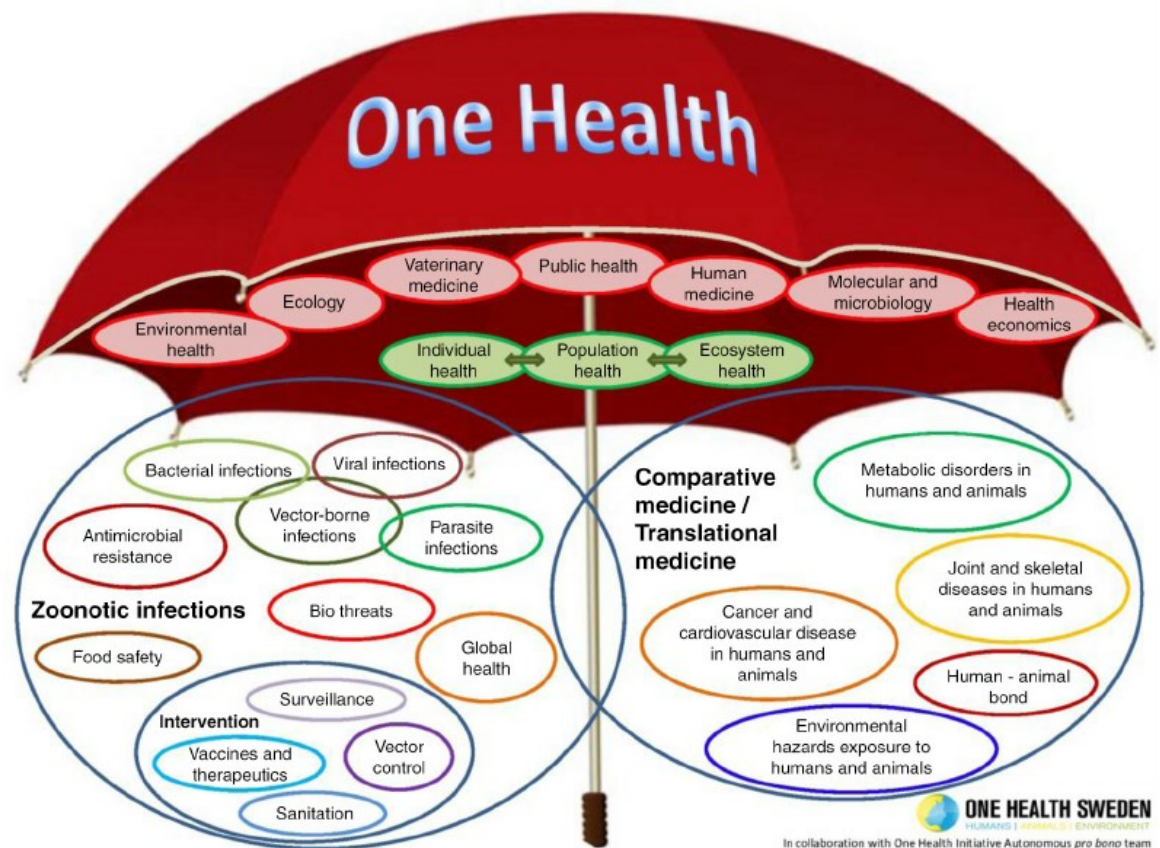 One Health
Environmental
health
Ecology
Vaterinary
medicine
Public health
Human
medicine
Molecular and
microbiology
Health
economics
Individual
health
Population
health
Ecosystem
health
Bacterial infections
Viral infections
Vector-borne
infections
Parasite
infections
Antimicrobial
resistance
Zoonotic infections
Bio threats
Food safety
Global
health
Intervention
Surveillance
Vaccines and
therapeutics
Vector
control
Sanitation
Comparative
medicine /
Translational
medicine
Metabolic disorders in
humans and animals
Joint and skeletal
diseases in humans
and animals
Cancer and
cardiovascular disease
in humans and
animals
Human - animal
bond
Environmental
hazards exposure to
humans and animals
ONE HEALTH SWEDEN
HUMANS | ANIMALS | ENVIRONMENT
In collaboration with One Health Initiative Autonomous pro bono team